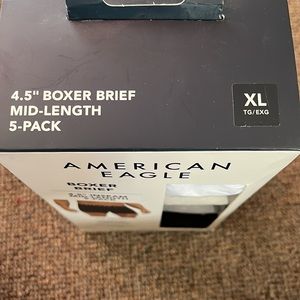 4.5" BOXER BRIEF
MID-LENGTH
5-PACK
XL
TG/EXG
AMERICAN
EAGLE
BOXER
BRIEF